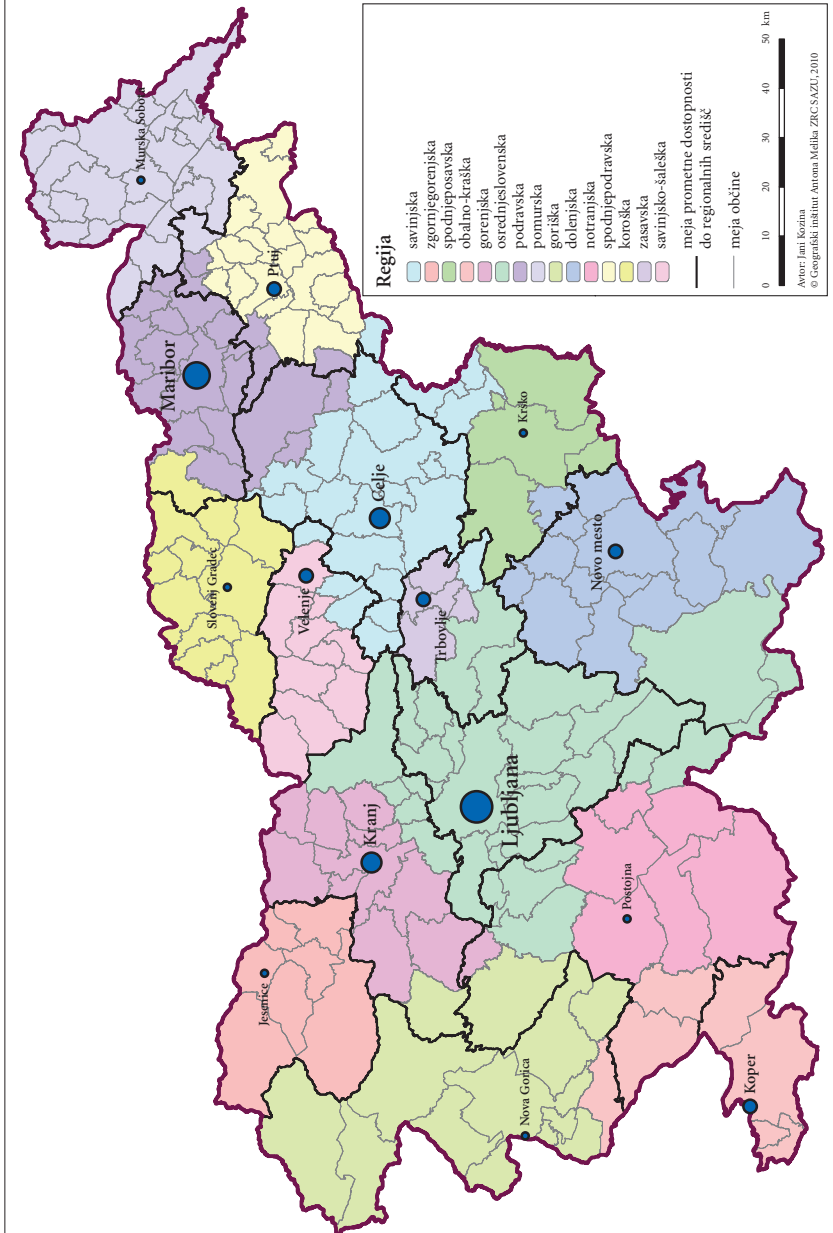 Murska Sobota
Maribor
Ptuj
Slovenj Gradec
Velenje
Celje
Krško
Jesenice
Kranj
Trbovlje
Ljubljana
Novo mesto
Postojna
Nova Gorica
Koper
Regija
savinjska
zgornjegorenjska
spodnjeposavska
obalno-kraška
gorenjska
osrednjeslovenska
podravska
pomurska
goriška
dolenjska
notranjska
spodnjepodravska
koroška
zasavska
savinjsko-šaleška
meja prometne dostopnosti
do regionalnih središč
meja občine
0 10 20 30 40 50 km
Avtor: Jani Kozina
© Geografski inštitut Antona Melika ZRC SAZU, 2010